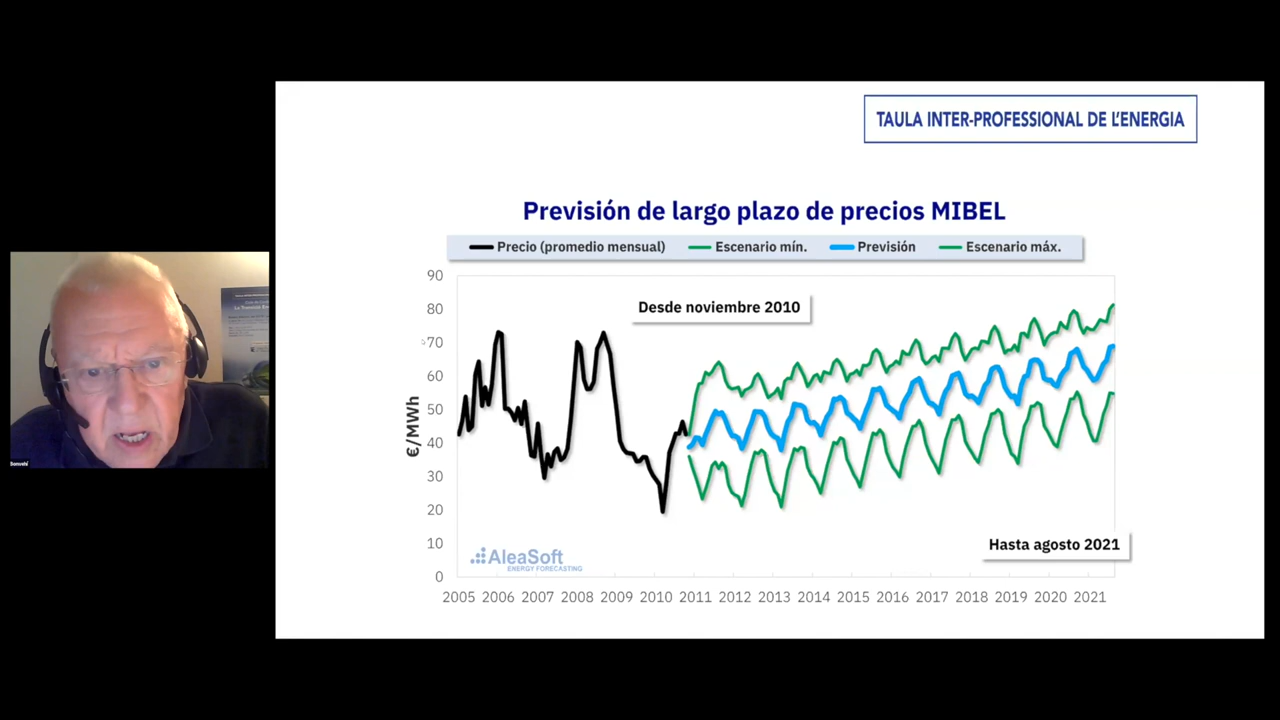 TAULA INTER-PROFESSIONAL DE L'ENERGIA
Previsión de largo plazo de precios MIBEL
Precio (promedio mensual) Escenario mín. Previsión Escenario máx.
90
80
70
60
50
40
30
20
10
0
€/MWh
Desde noviembre 2010
Hasta agosto 2021
AleaSoft
ENERGY FORECASTING
2005 2006 2007 2008 2009 2010 2011 2012 2013 2014 2015 2016 2017 2018 2019 2020 2021